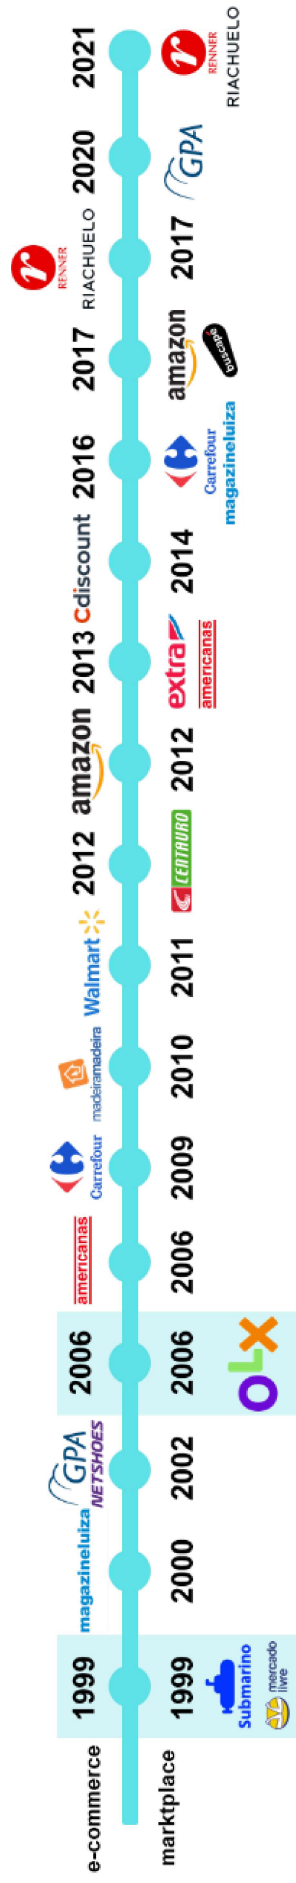 e-commerce
1999
magazineluiza
GPA
NETSHOES
2006
americanas
Carrefour
madeiramadeira
Walmart
2012
amazon
2013
Cdiscount
2016
2017
r
RENNER
RIACHUELO
2020
2021
marktplace
1999
Submarino
mercado
livre
2000
2002
2006
OLX
2006
2009
2010
2011
CENTAURO
2012
extra
americanas
2014
Carrefour
magazineluiza
amazon
buscapé
2017
GPA
r
RENNER
RIACHUELO